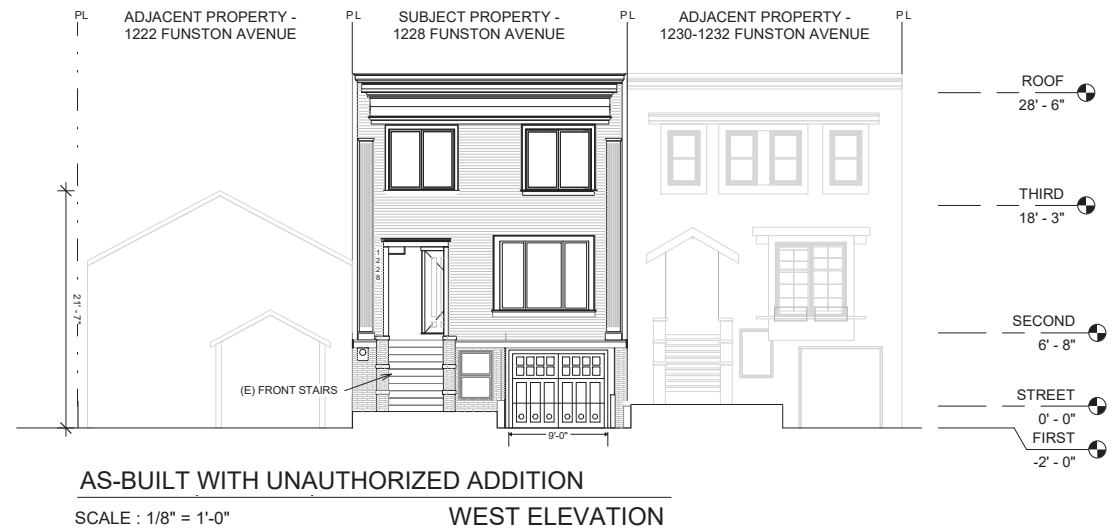 PL
ADJACENT PROPERTY -
1222 FUNSTON AVENUE
PL
SUBJECT PROPERTY -
1228 FUNSTON AVENUE
PL
ADJACENT PROPERTY -
1230-1232 FUNSTON AVENUE
PL
ROOF
28' - 6"
THIRD
18' - 3"
SECOND
6' - 8"
STREET
0' - 0"
FIRST
-2' - 0"
21' - 7"
1228
(E) FRONT STAIRS
9'-0"
AS-BUILT WITH UNAUTHORIZED ADDITION
SCALE : 1/8" = 1'-0"
WEST ELEVATION